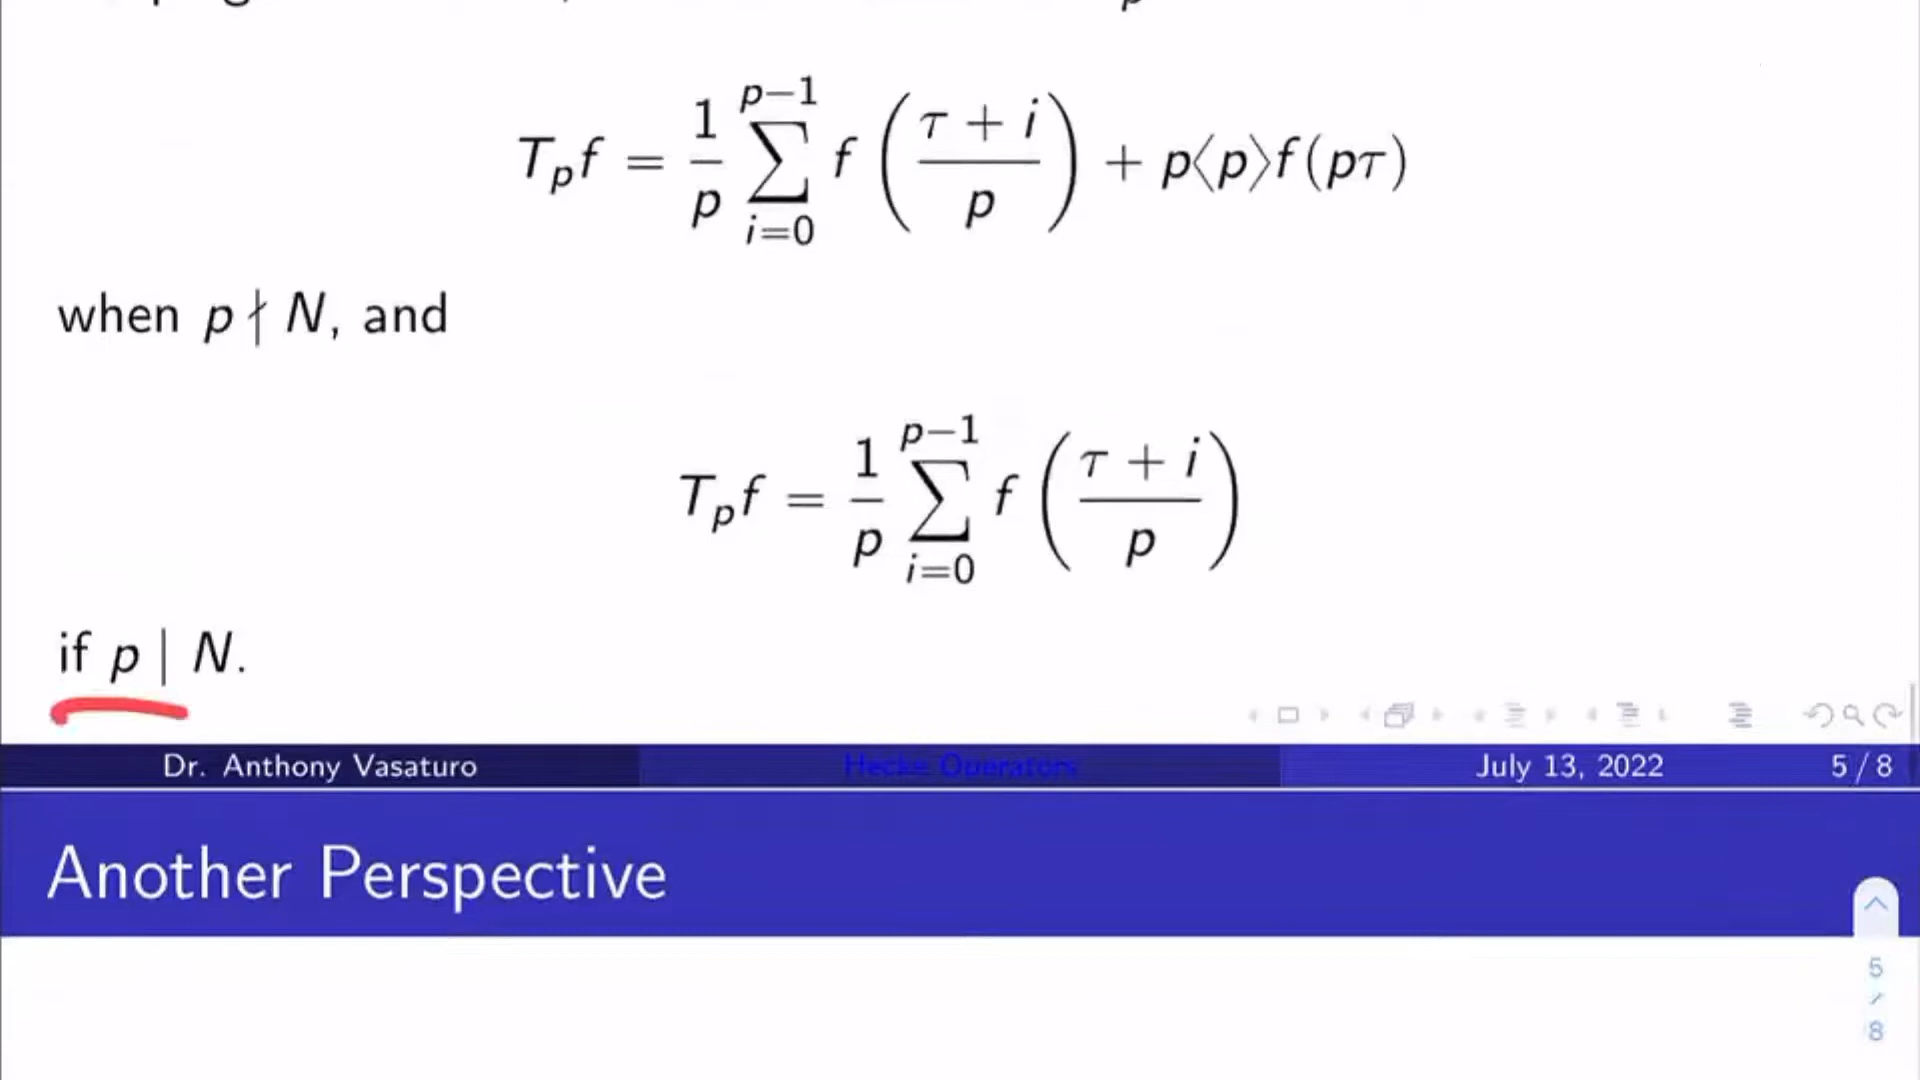 T_p f = \frac{1}{p} \sum_{i=0}^{p-1} f\left(\frac{\tau + i}{p}\right) + p\langle p\rangle f(p\tau)
when p ∤ N, and
T_p f = \frac{1}{p} \sum_{i=0}^{p-1} f\left(\frac{\tau + i}{p}\right)
if p | N.
Dr. Anthony Vasaturo Hecke Operators July 13, 2022 5 / 8
Another Perspective
5
/
8